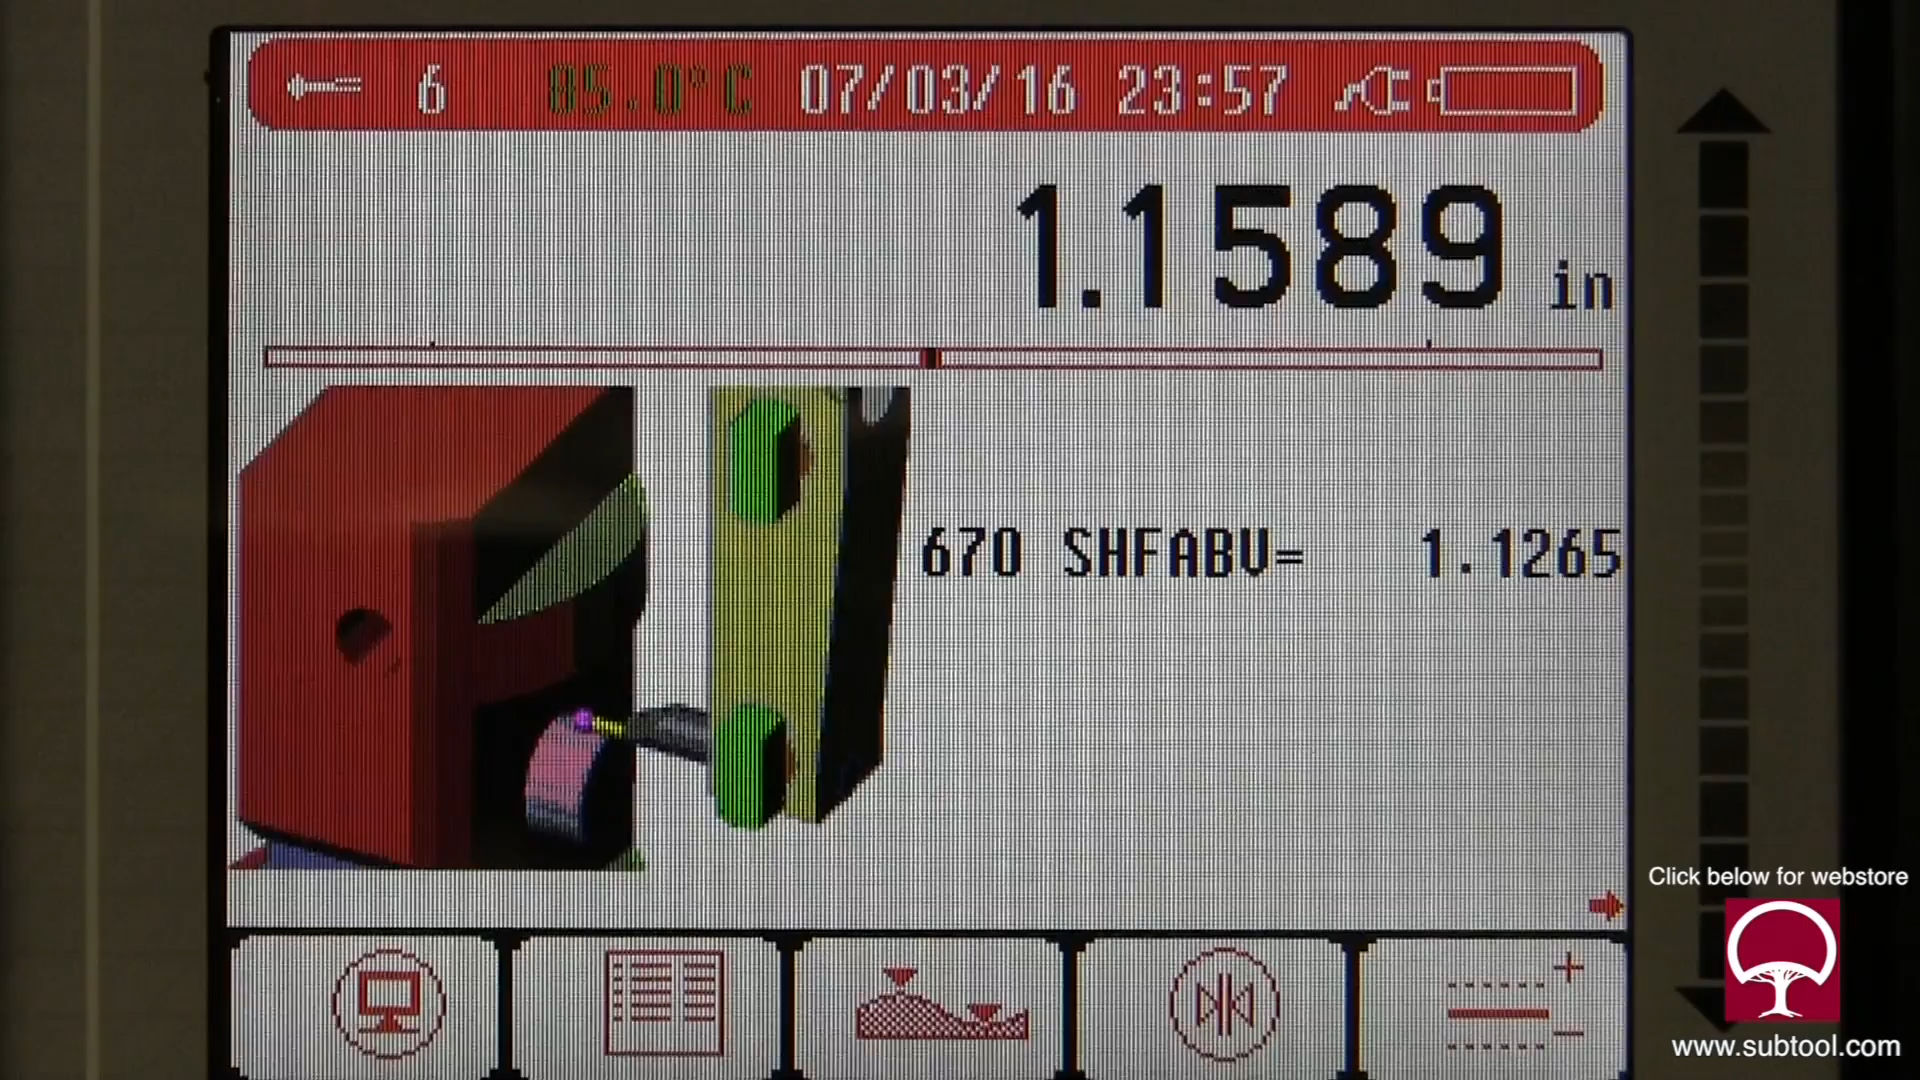 6 85.0°C 07/03/16 23:57
1.1589 in
670 SHFABV= 1.1265
Click below for webstore
www.subtool.com